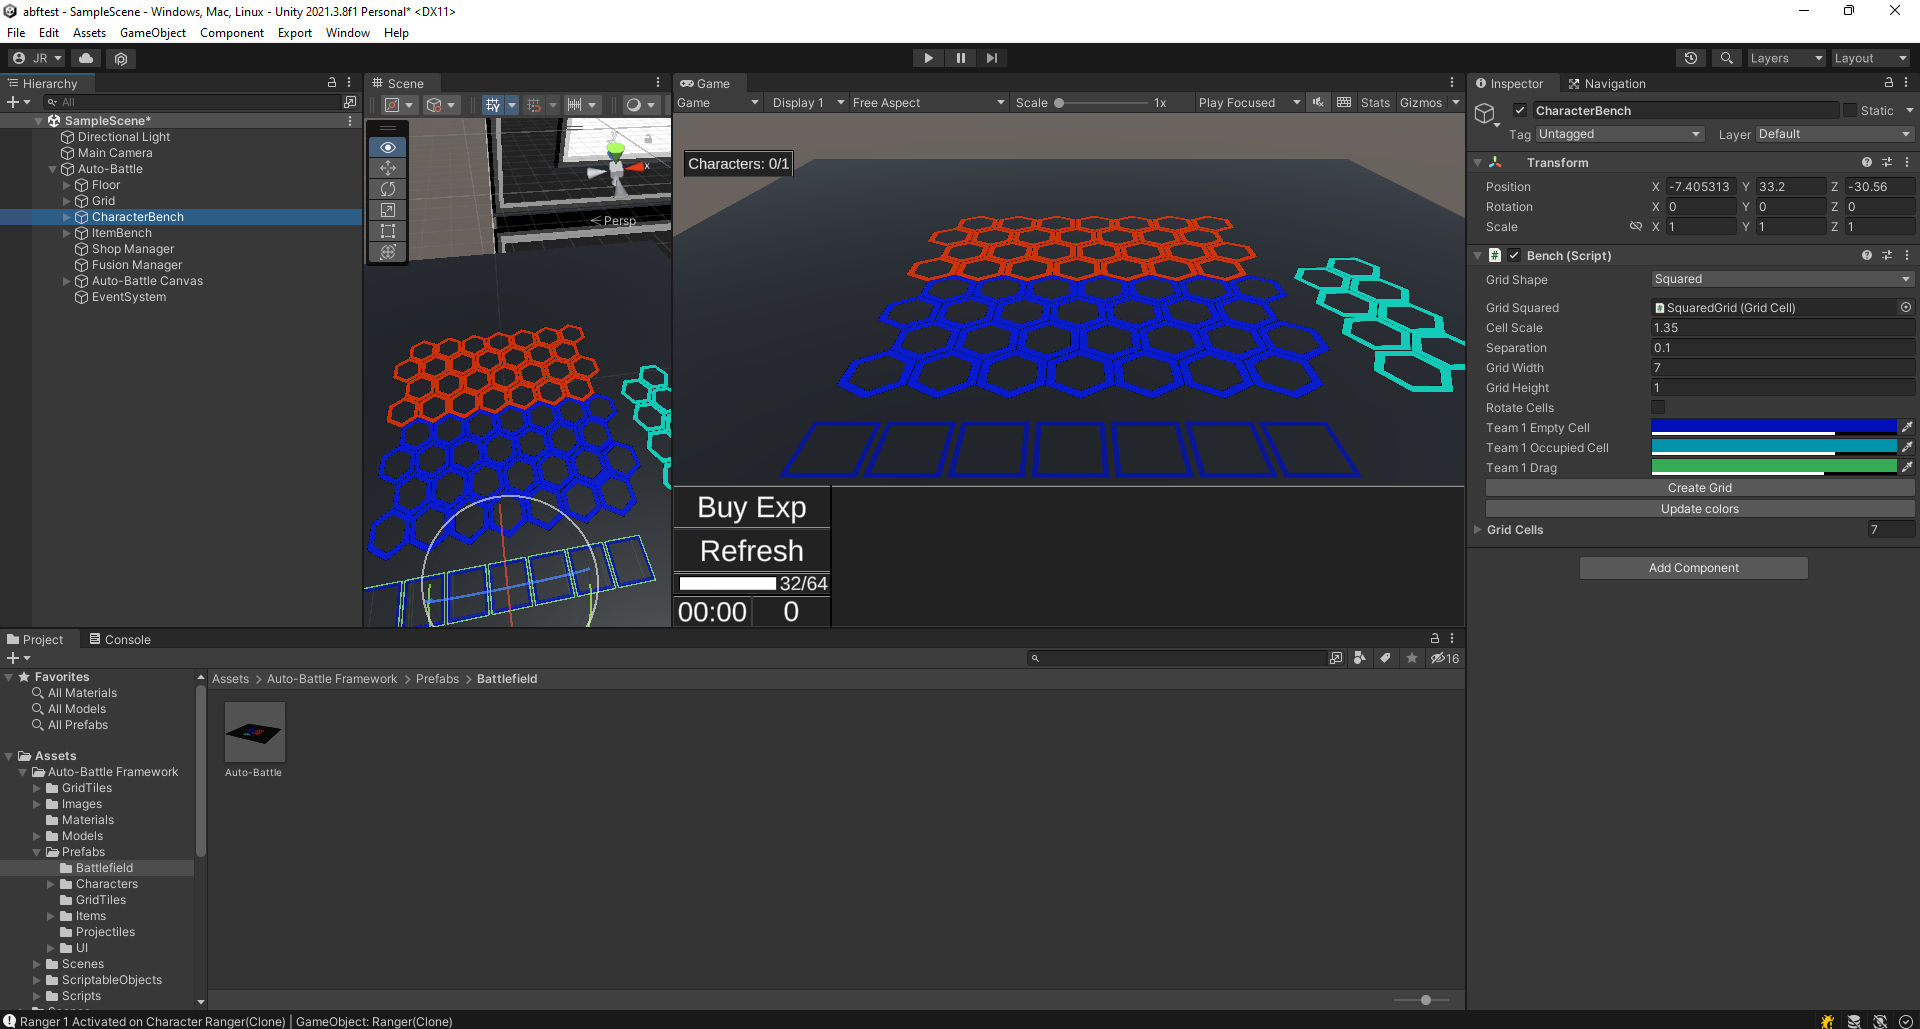 abftest - SampleScene - Windows, Mac, Linux - Unity 2021.3.8f1 Personal* <DX11>
File Edit Assets GameObject Component Export Window Help
JR
Layers
Layout
Hierarchy
All
SampleScene*
Directional Light
Main Camera
Auto-Battle
Floor
Grid
CharacterBench
ItemBench
Shop Manager
Fusion Manager
Auto-Battle Canvas
EventSystem
Scene
y
x
< Persp
Game
Game Display 1 Free Aspect Scale 1x Play Focused Stats Gizmos
Characters: 0/1
Buy Exp
Refresh
32/64
00:00 0
Inspector Navigation
CharacterBench Static
Tag Untagged Layer Default
Transform
Position X -7.405313 Y 33.2 Z -30.56
Rotation X 0 Y 0 Z 0
Scale X 1 Y 1 Z 1
# Bench (Script)
Grid Shape Squared
Grid Squared SquaredGrid (Grid Cell)
Cell Scale 1.35
Separation 0.1
Grid Width 7
Grid Height 1
Rotate Cells
Team 1 Empty Cell
Team 1 Occupied Cell
Team 1 Drag
Create Grid
Update colors
Grid Cells 7
Add Component
Project Console
16
Favorites
All Materials
All Models
All Prefabs
Assets
Auto-Battle Framework
GridTiles
Images
Materials
Models
Prefabs
Battlefield
Characters
GridTiles
Items
Projectiles
UI
Scenes
ScriptableObjects
Scripts
Assets > Auto-Battle Framework > Prefabs > Battlefield
Auto-Battle
Ranger 1 Activated on Character Ranger(Clone) | GameObject: Ranger(Clone)